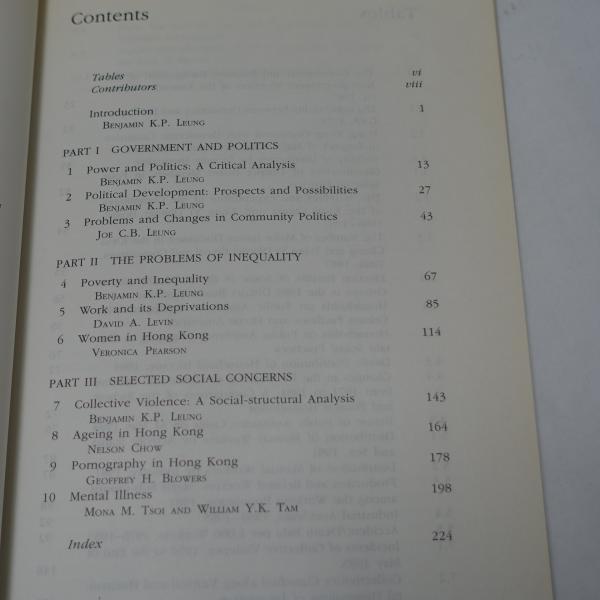 Contents
Tables vi
Contributors viii
Introduction 1
BENJAMIN K.P. LEUNG
PART I GOVERNMENT AND POLITICS
1 Power and Politics: A Critical Analysis 13
BENJAMIN K.P. LEUNG
2 Political Development: Prospects and Possibilities 27
BENJAMIN K.P. LEUNG
3 Problems and Changes in Community Politics 43
JOE C.B. LEUNG
PART II THE PROBLEMS OF INEQUALITY
4 Poverty and Inequality 67
BENJAMIN K.P. LEUNG
5 Work and its Deprivations 85
DAVID A. LEVIN
6 Women in Hong Kong 114
VERONICA PEARSON
PART III SELECTED SOCIAL CONCERNS
7 Collective Violence: A Social-structural Analysis 143
BENJAMIN K.P. LEUNG
8 Ageing in Hong Kong 164
NELSON CHOW
9 Pornography in Hong Kong 178
GEOFFREY H. BLOWERS
10 Mental Illness 198
MONA M. TSOI AND WILLIAM Y.K. TAM
Index 224